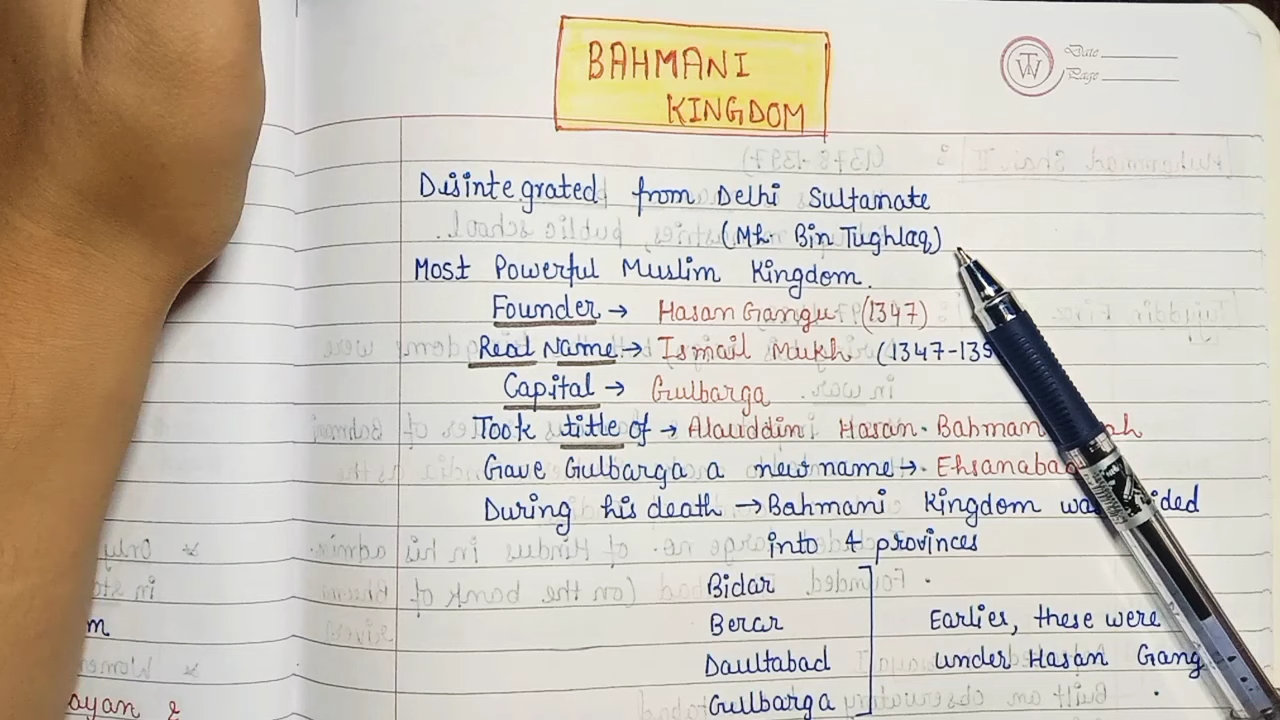 BAHMANI
KINGDOM
Date
Page
Disintegrated from Delhi Sultanate
(Mh. Bin Tughlaq)
Most Powerful Muslim Kingdom.
Founder → Hasan Gangu (1347)
Real Name → Ismail Mukh (1347-135
Capital → Gulbarga
Took title of → Alauddin Hasan Bahman
Gave Gulbarga a new name → Ehsanabad
During his death → Bahmani Kingdom was
into 4 provinces
Bidar
Berar Earlier, these were
Daultabad under Hasan Gang
Gulbarga